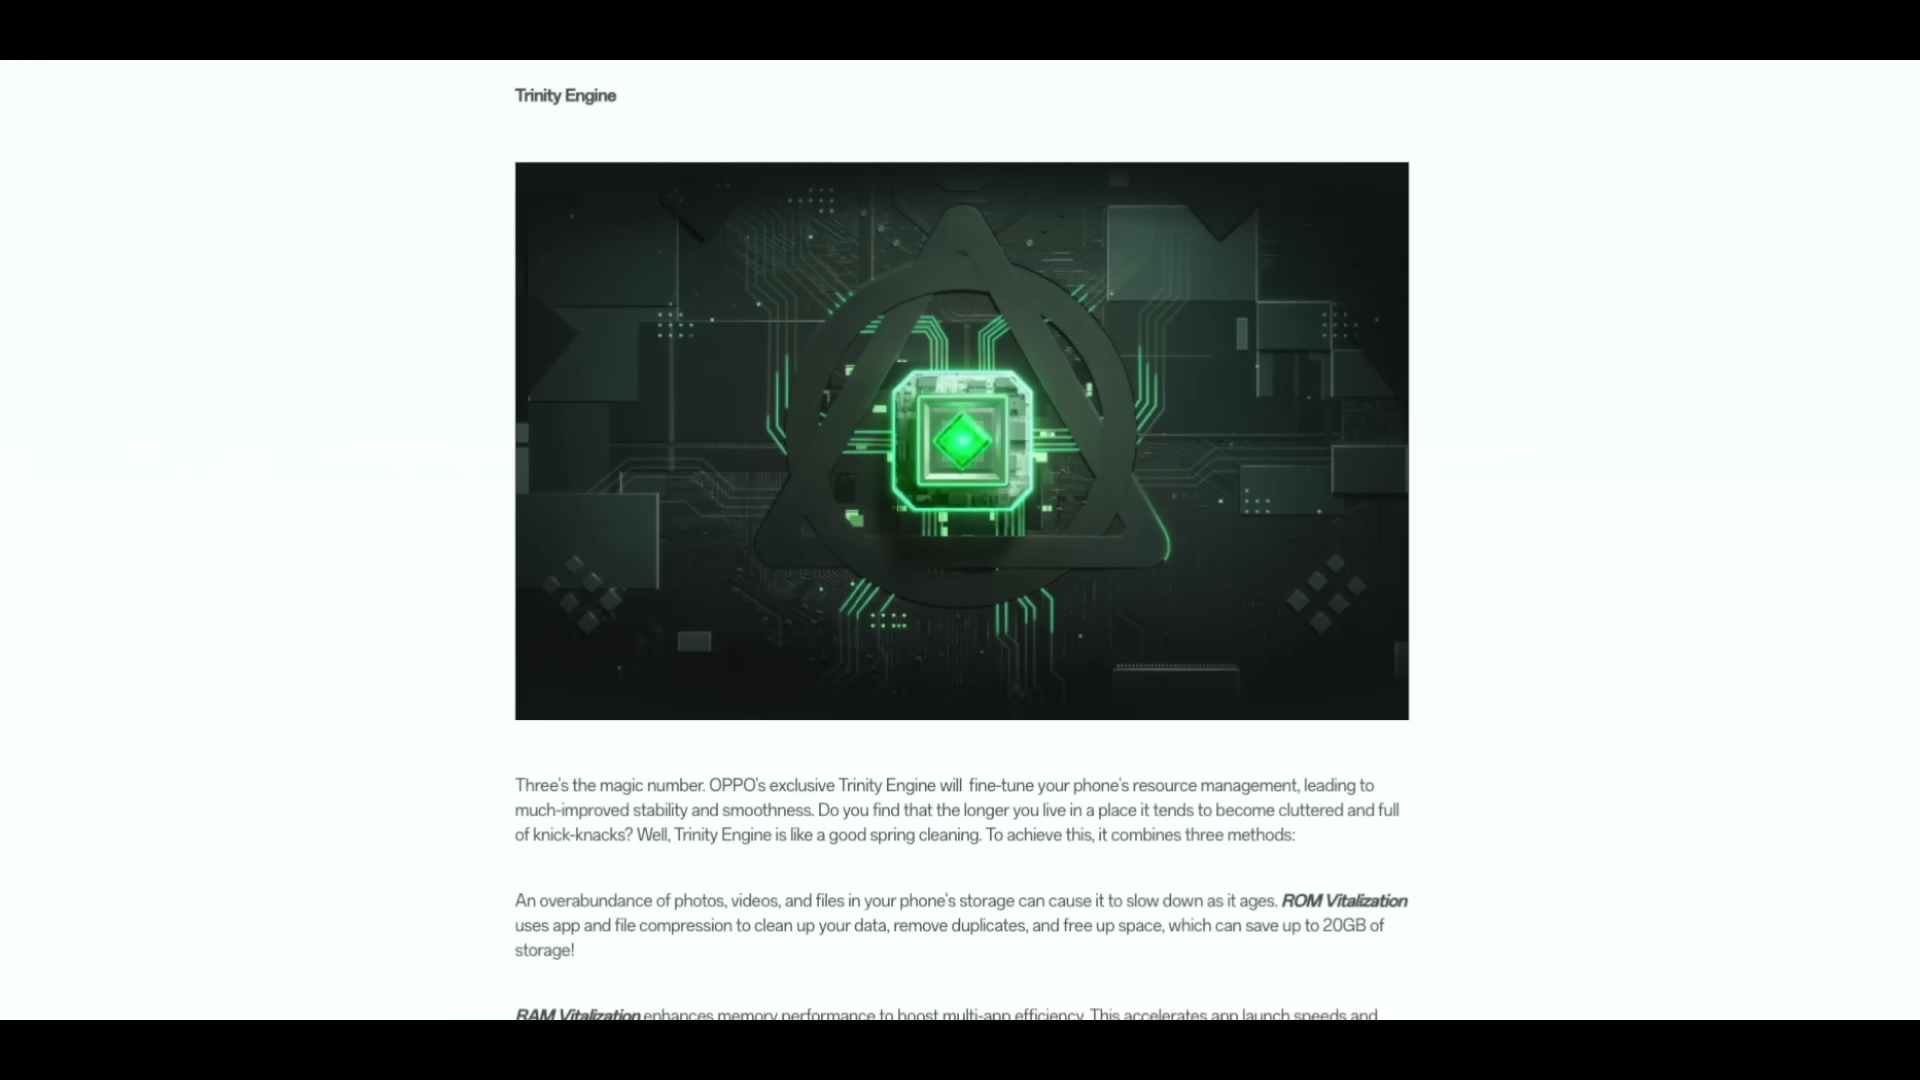 Trinity Engine
Three's the magic number. OPPO's exclusive Trinity Engine will fine-tune your phone's resource management, leading to
much-improved stability and smoothness. Do you find that the longer you live in a place it tends to become cluttered and full
of knick-knacks? Well, Trinity Engine is like a good spring cleaning. To achieve this, it combines three methods:
An overabundance of photos, videos, and files in your phone's storage can cause it to slow down as it ages. ROM Vitalization
uses app and file compression to clean up your data, remove duplicates, and free up space, which can save up to 20GB of
storage!
RAM Vitalization enhances memory performance to boost multi-app efficiency. This accelerates app launch speeds and